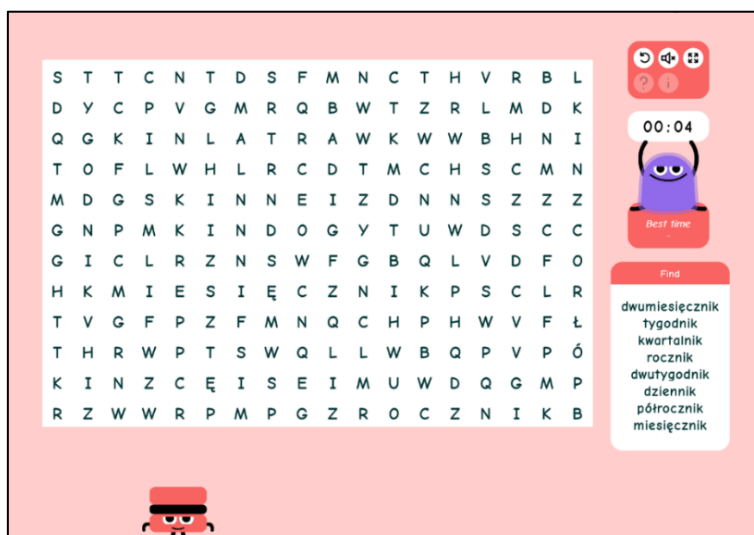 S T T C N T D S F M N C T H V R B L
D Y C P V G M R Q B W T Z R L M D K
Q G K I N L A T R A W K W W B H N I
T O F L W H L R C D T M C H S C M N
M D G S K I N N E I Z D N N S Z Z Z
G N P M K I N D O G Y T U W D S C C
G I C L R Z N S W F G B Q L V D F O
H K M I E S I Ę C Z N I K P S C L R
T V G F P Z F M N Q C H P H W V F Ł
T H R W P T S W Q L L W B Q P V P Ó
K I N Z C Ę I S E I M U W D Q G M P
R Z W W R P M P G Z R O C Z N I K B
00:04
Best time
-
Find
dwumiesięcznik
tygodnik
kwartalnik
rocznik
dwutygodnik
dziennik
półrocznik
miesięcznik